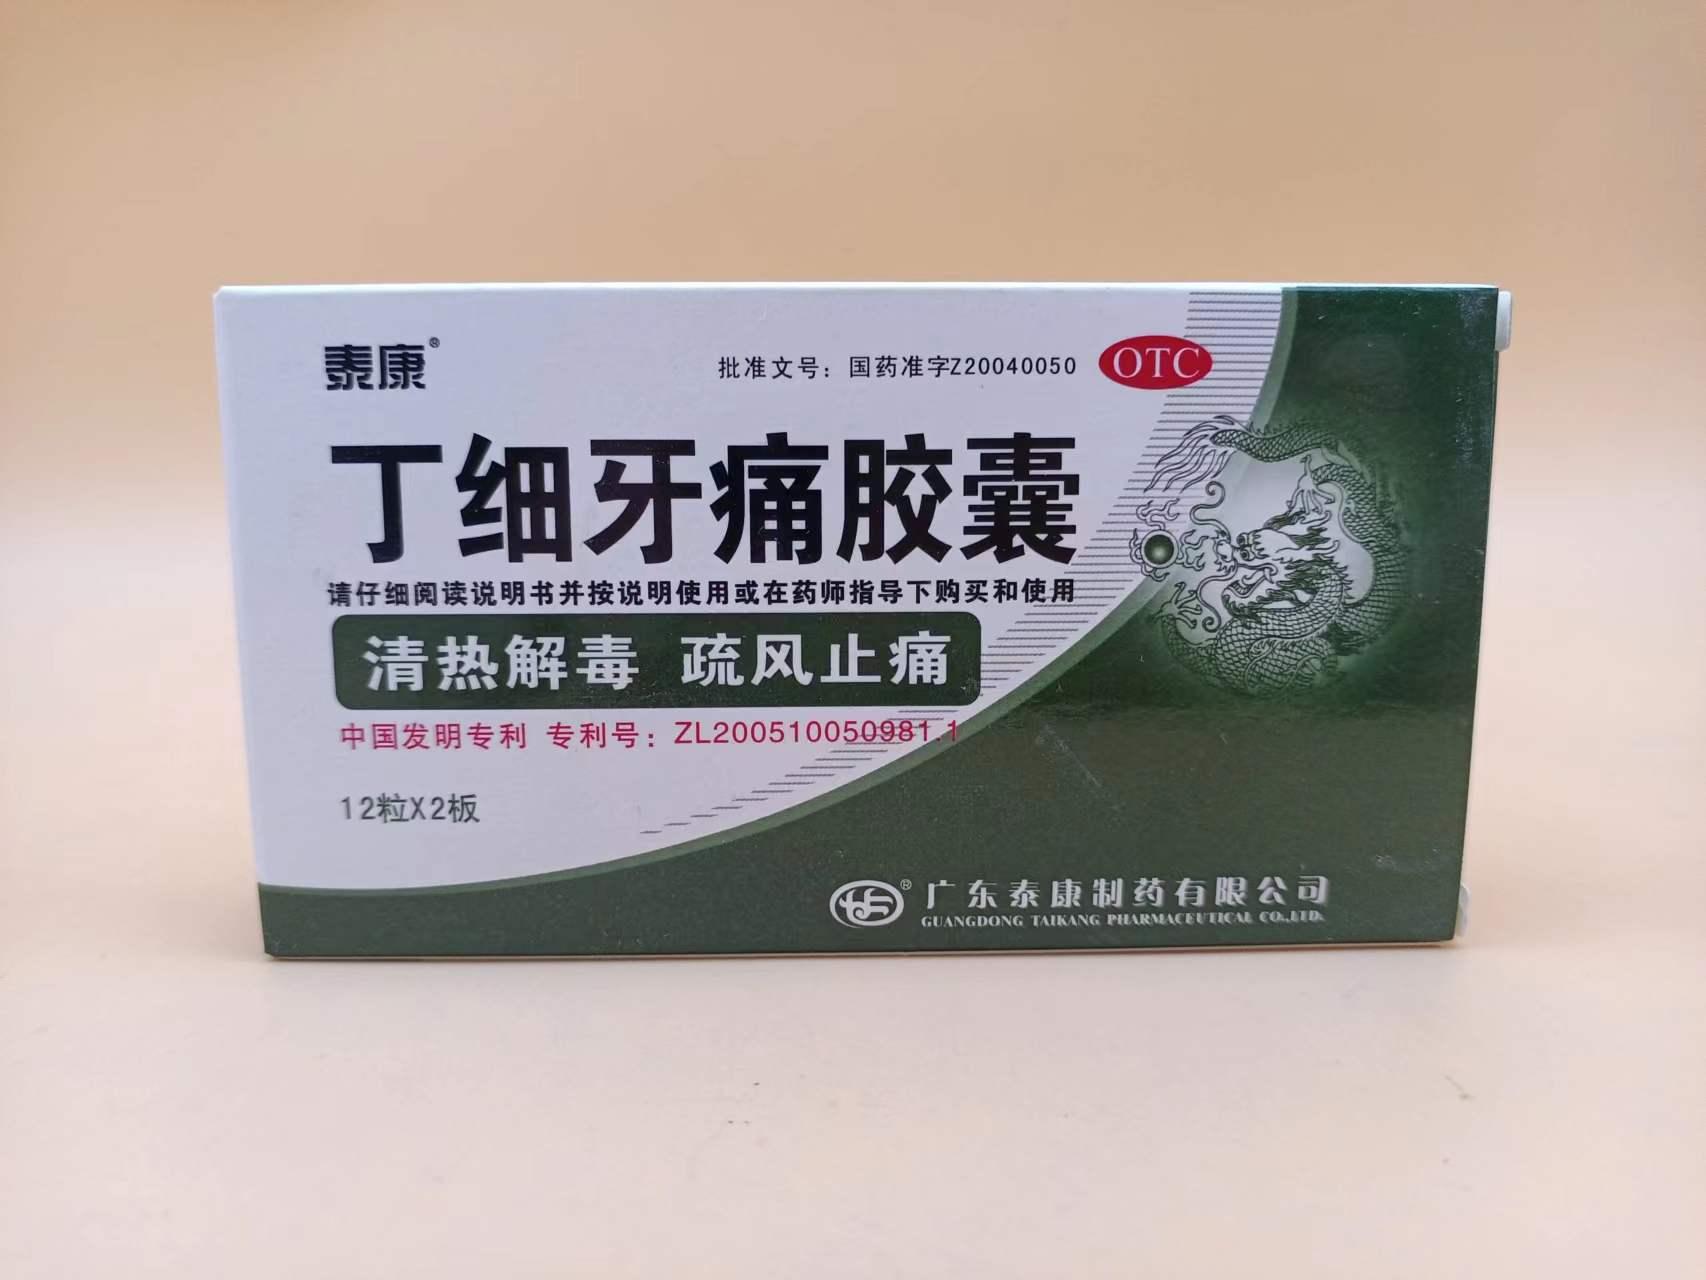 泰康®
批准文号：国药准字Z20040050 OTC
丁细牙痛胶囊
请仔细阅读说明书并按说明使用或在药师指导下购买和使用
清热解毒 疏风止痛
中国发明专利 专利号：ZL200510050981.1
12粒X2板
® 广东泰康制药有限公司
GUANGDONG TAIKANG PHARMACEUTICAL CO.,LTD.